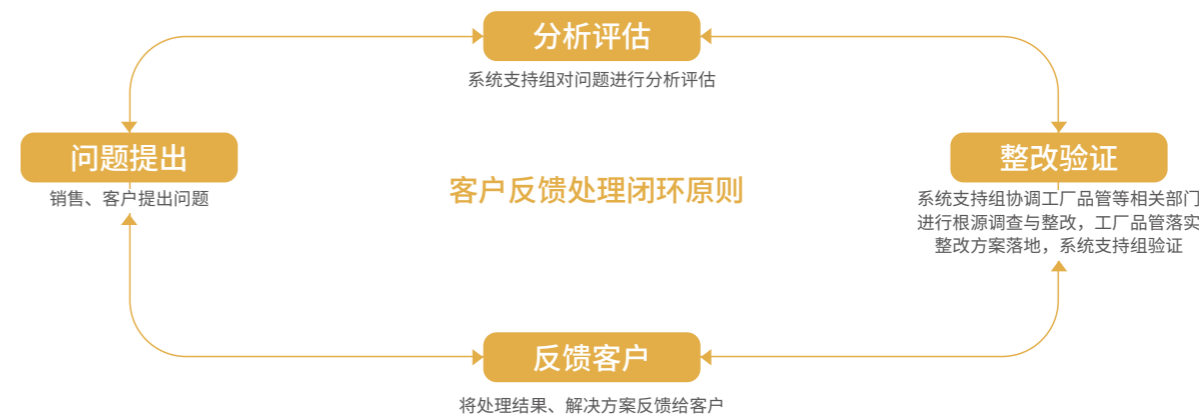 分析评估
系统支持组对问题进行分析评估
问题提出
销售、客户提出问题
客户反馈处理闭环原则
整改验证
系统支持组协调工厂品管等相关部门
进行根源调查与整改，工厂品管落实
整改方案落地，系统支持组验证
反馈客户
将处理结果、解决方案反馈给客户